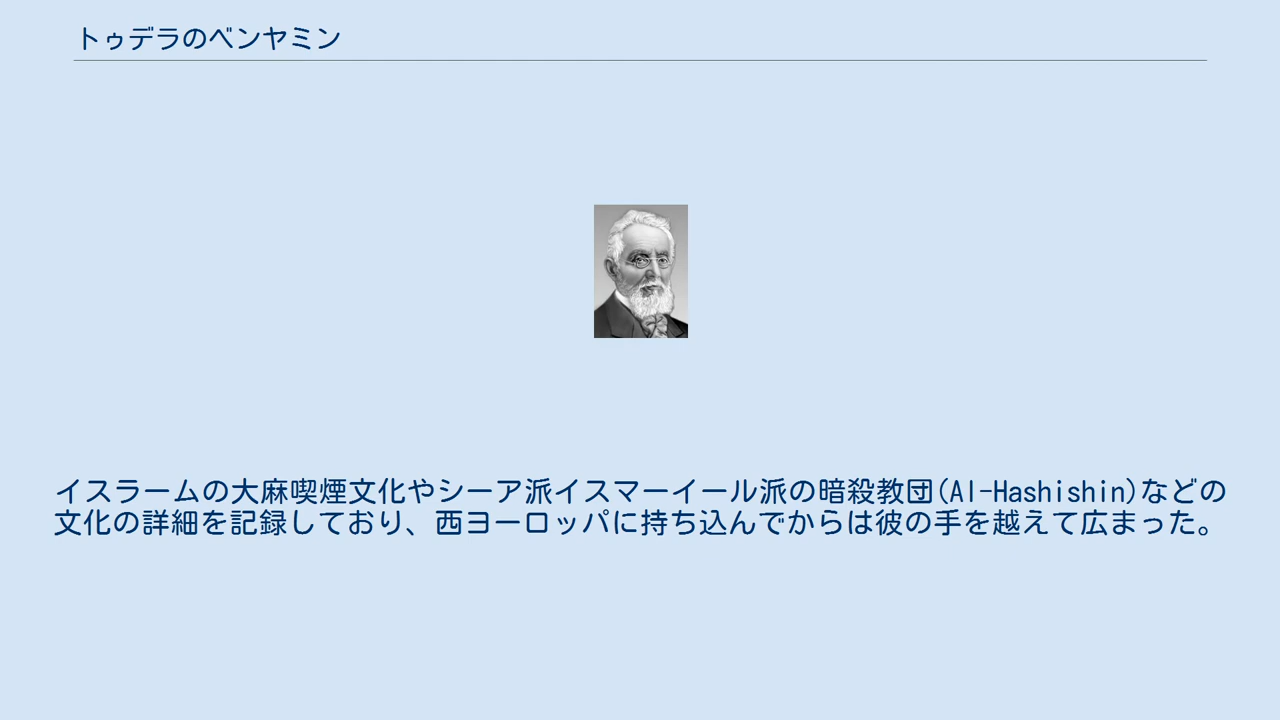 トゥデラのベンヤミン
イスラームの大麻喫煙文化やシーア派イスマーイール派の暗殺教団(Al-Hashishin)などの
文化の詳細を記録しており、西ヨーロッパに持ち込んでからは彼の手を越えて広まった。